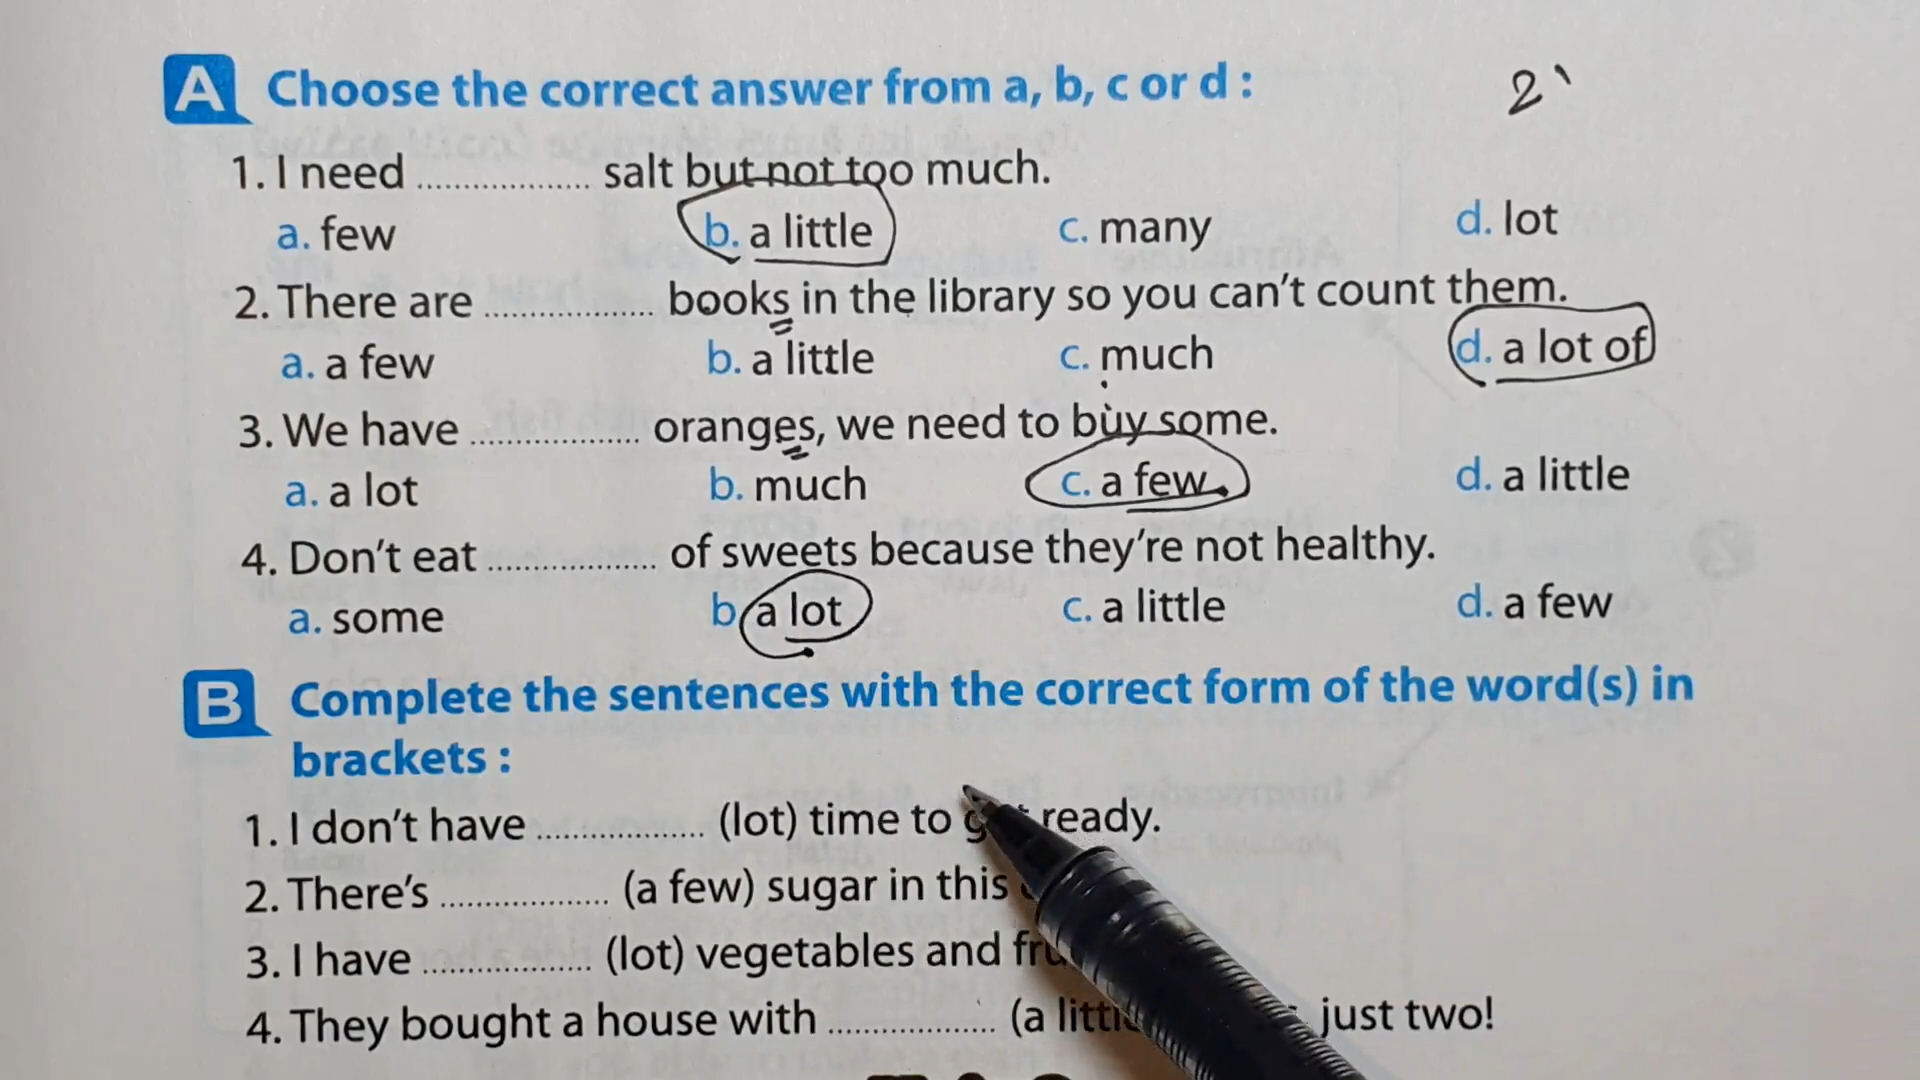 A Choose the correct answer from a, b, c or d :
1. I need .................. salt but not too much.
a. few b. a little c. many d. lot
2. There are .................. books in the library so you can't count them.
a. a few b. a little c. much d. a lot of
3. We have .................. oranges, we need to buy some.
a. a lot b. much c. a few d. a little
4. Don't eat .................. of sweets because they're not healthy.
a. some b a lot c. a little d. a few
B Complete the sentences with the correct form of the word(s) in
brackets :
1. I don't have .................. (lot) time to ready.
2. There's .................. (a few) sugar in this
3. I have .................. (lot) vegetables and
4. They bought a house with .................. (a just two!